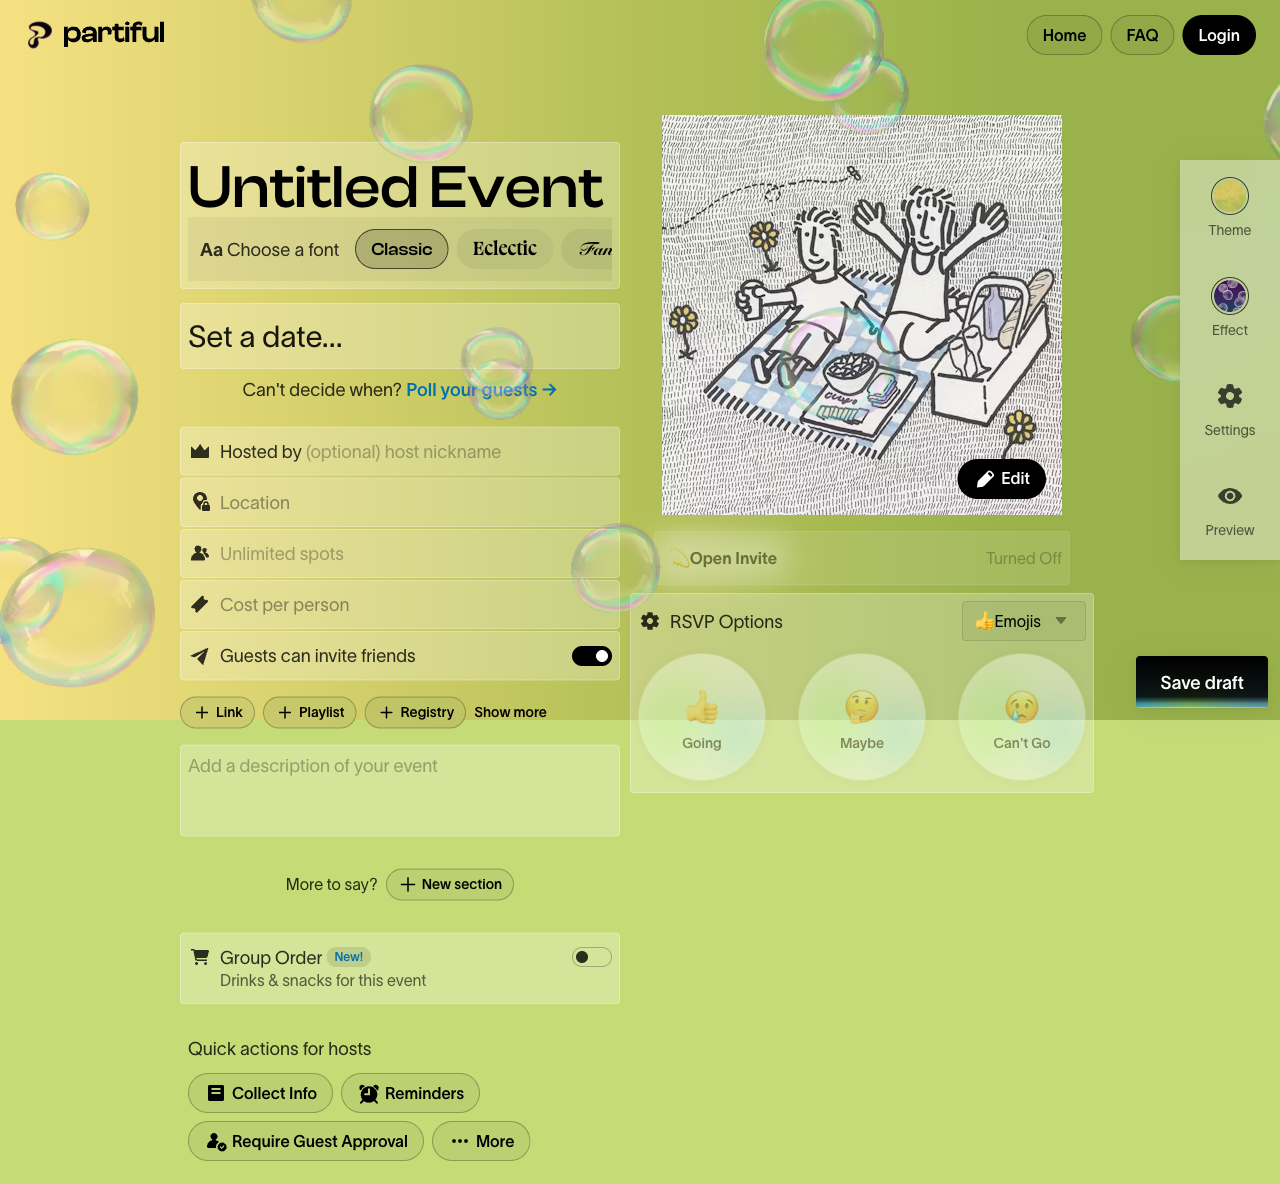 partiful
Home
FAQ
Login
Untitled Event
Aa Choose a font
Classic
Eclectic
Set a date...
Can't decide when? Poll your guests →
Hosted by (optional) host nickname
Location
Unlimited spots
Cost per person
Guests can invite friends
+ Link
+ Playlist
+ Registry
Show more
Add a description of your event
More to say?
+ New section
Group Order New!
Drinks & snacks for this event
Quick actions for hosts
Collect Info
Reminders
Require Guest Approval
More
Edit
💫Open Invite
Turned Off
RSVP Options
👍Emojis
👍
Going
🤔
Maybe
😢
Can't Go
Theme
Effect
Settings
Preview
Save draft